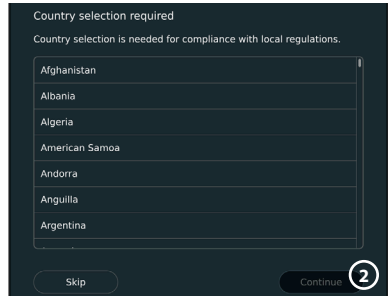 Country selection required
Country selection is needed for compliance with local regulations.
Afghanistan
Albania
Algeria
American Samoa
Andorra
Anguilla
Argentina
Skip
Continue
2